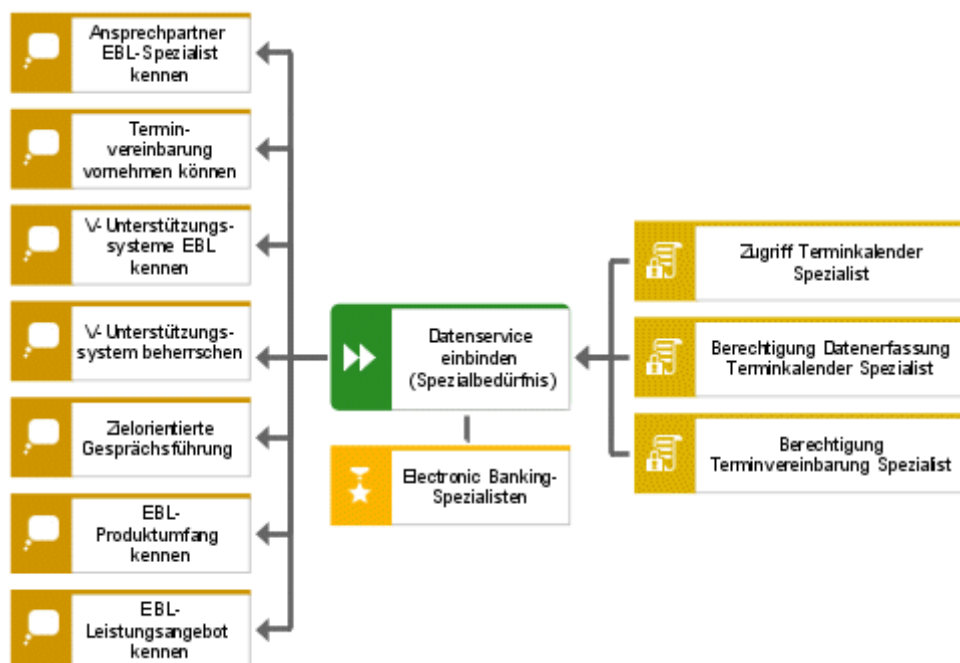 Ansprechpartner
EBL-Spezialist
kennen
Termin-
vereinbarung
vornehmen können
V-Unterstützungs-
systeme EBL
kennen
V-Unterstützungs-
system beherrschen
Zielorientierte
Gesprächsführung
EBL-
Produktumfang
kennen
EBL-
Leistungsangebot
kennen
Datenservice
einbinden
(Spezialbedürfnis)
Electronic Banking-
Spezialisten
Zugriff Terminkalender
Spezialist
Berechtigung Datenerfassung
Terminkalender Spezialist
Berechtigung
Terminvereinbarung Spezialist